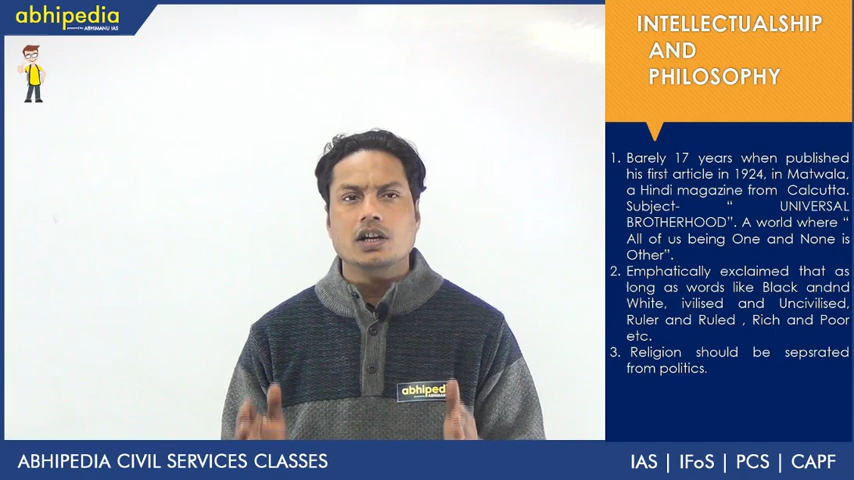 abhipedia
powered by ABHIMANU IAS
INTELLECTUALSHIP
AND
PHILOSOPHY
1. Barely 17 years when published
his first article in 1924, in Matwala,
a Hindi magazine from Calcutta.
Subject- “ UNIVERSAL
BROTHERHOOD”. A world where “
All of us being One and None is
Other”.
2. Emphatically exclaimed that as
long as words like Black andnd
White, ivilised and Uncivilised,
Ruler and Ruled , Rich and Poor
etc.
3. Religion should be sepsrated
from politics.
abhipedi
ABHIPEDIA CIVIL SERVICES CLASSES
IAS | IFoS | PCS | CAPF